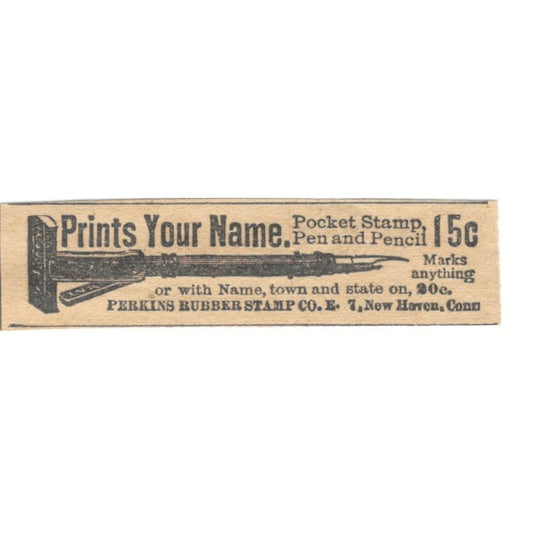 Prints Your Name. Pocket Stamp, Pen and Pencil 15c
Marks anything
or with Name, town and state on, 20c.
PERKINS RUBBER STAMP CO. E- 7, New Haven, Conn